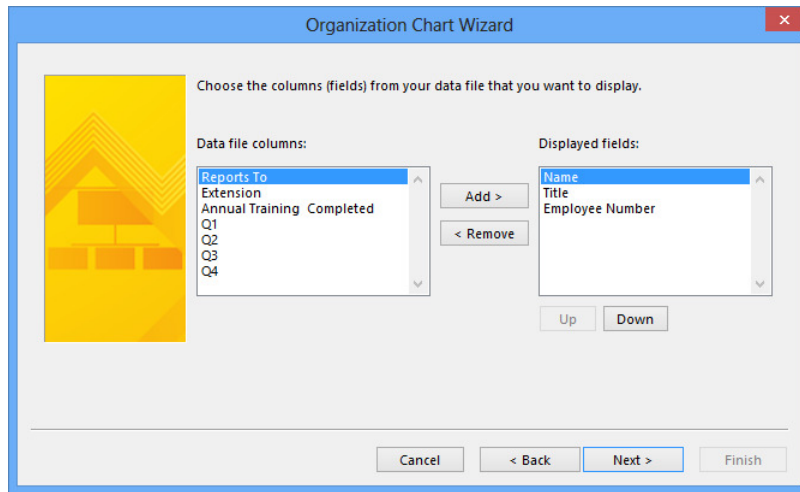 Organization Chart Wizard
Choose the columns (fields) from your data file that you want to display.
Data file columns:
Reports To
Extension
Annual Training  Completed
Q1
Q2
Q3
Q4
Add >
< Remove
Displayed fields:
Name
Title
Employee Number
Up
Down
Cancel
< Back
Next >
Finish